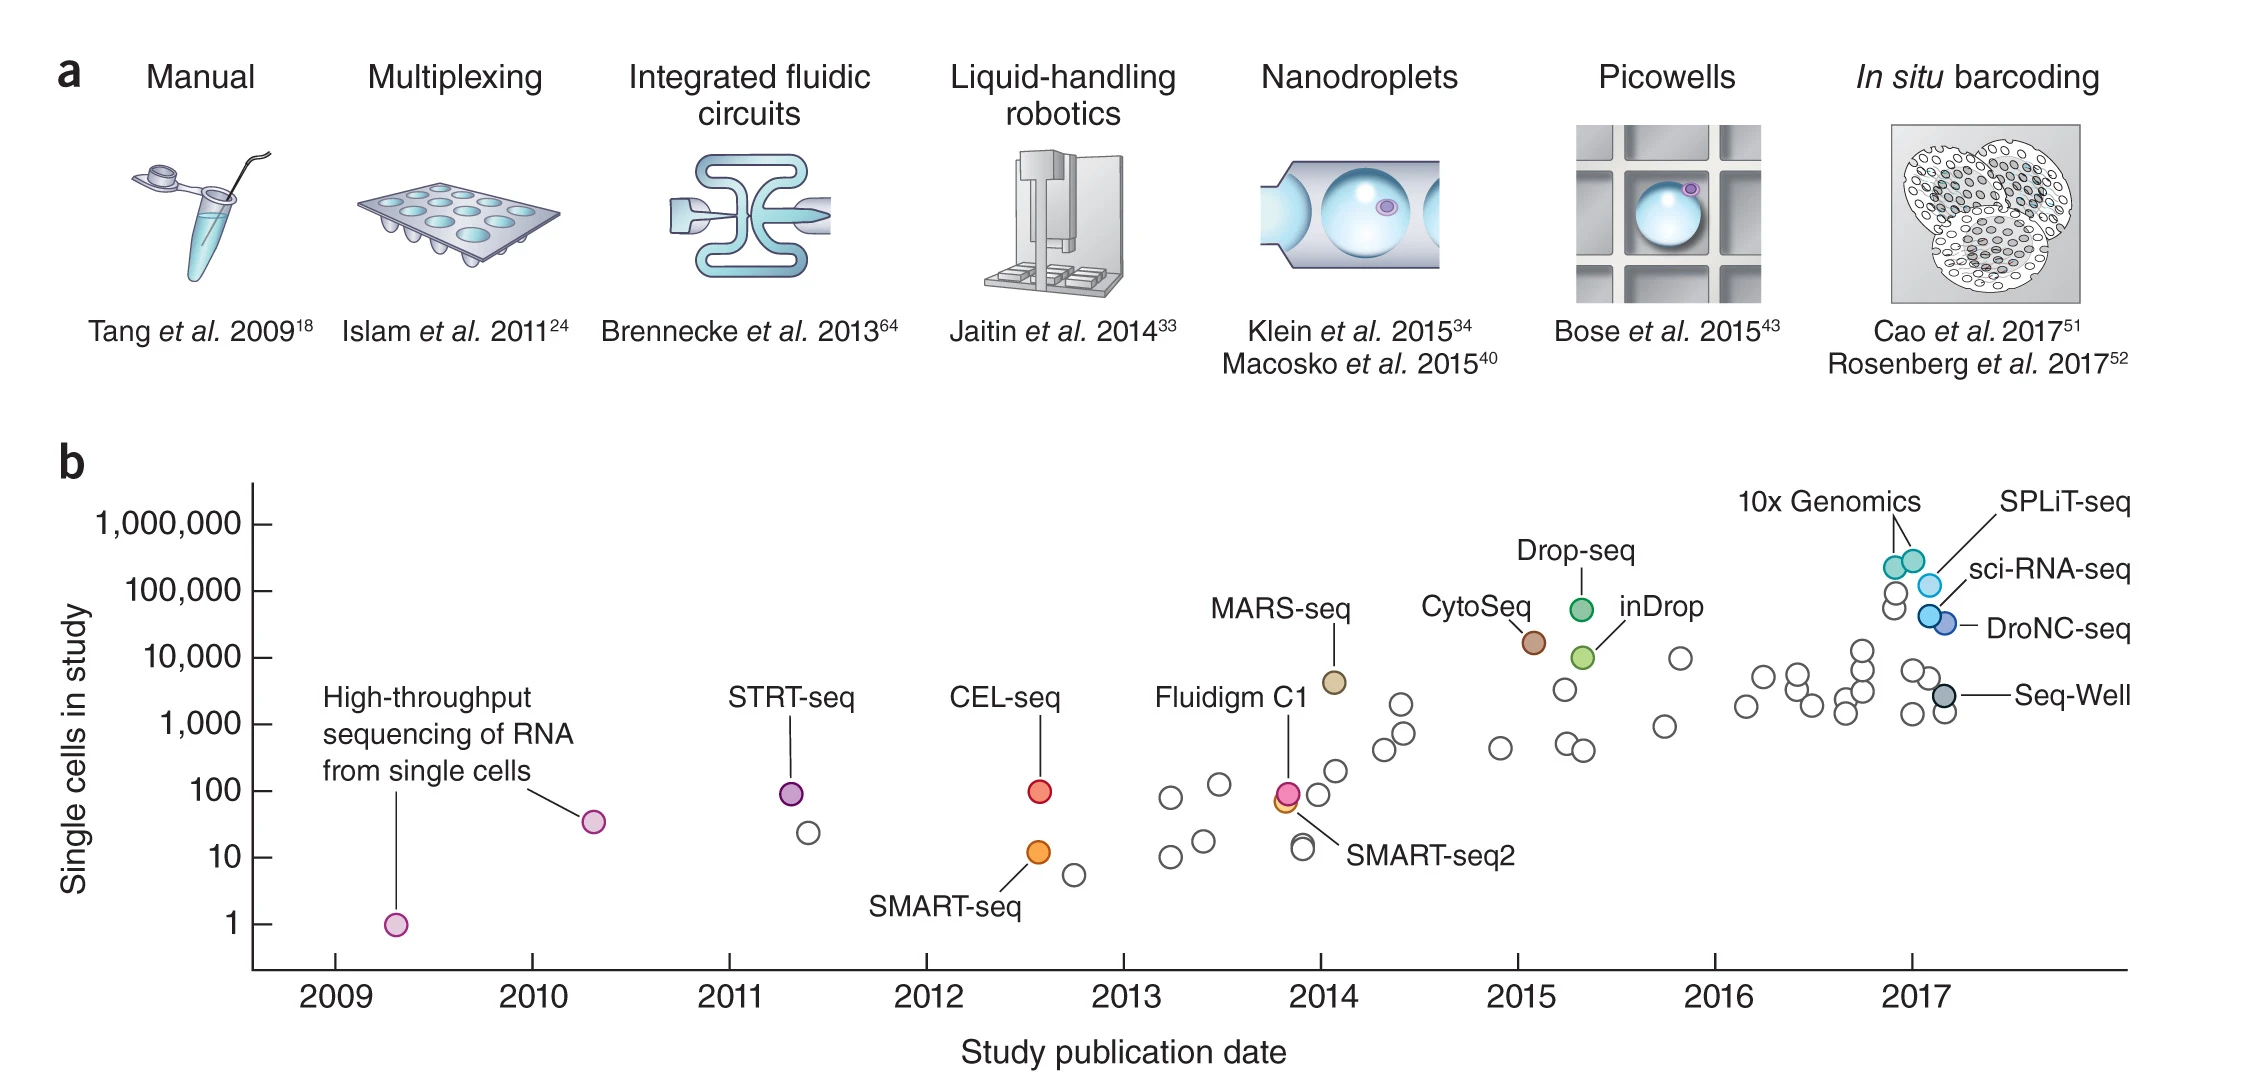 a
Manual
Multiplexing
Integrated fluidic
circuits
Liquid-handling
robotics
Nanodroplets
Picowells
In situ barcoding
Tang et al. 2009¹⁸
Islam et al. 2011²⁴
Brennecke et al. 2013⁶⁴
Jaitin et al. 2014³³
Klein et al. 2015³⁴
Macosko et al. 2015⁴⁰
Bose et al. 2015⁴³
Cao et al. 2017⁵¹
Rosenberg et al. 2017⁵²
b
Single cells in study
1,000,000
100,000
10,000
1,000
100
10
1
High-throughput
sequencing of RNA
from single cells
STRT-seq
CEL-seq
SMART-seq
Fluidigm C1
SMART-seq2
MARS-seq
CytoSeq
Drop-seq
inDrop
10x Genomics
SPLiT-seq
sci-RNA-seq
DroNC-seq
Seq-Well
2009
2010
2011
2012
2013
2014
2015
2016
2017
Study publication date